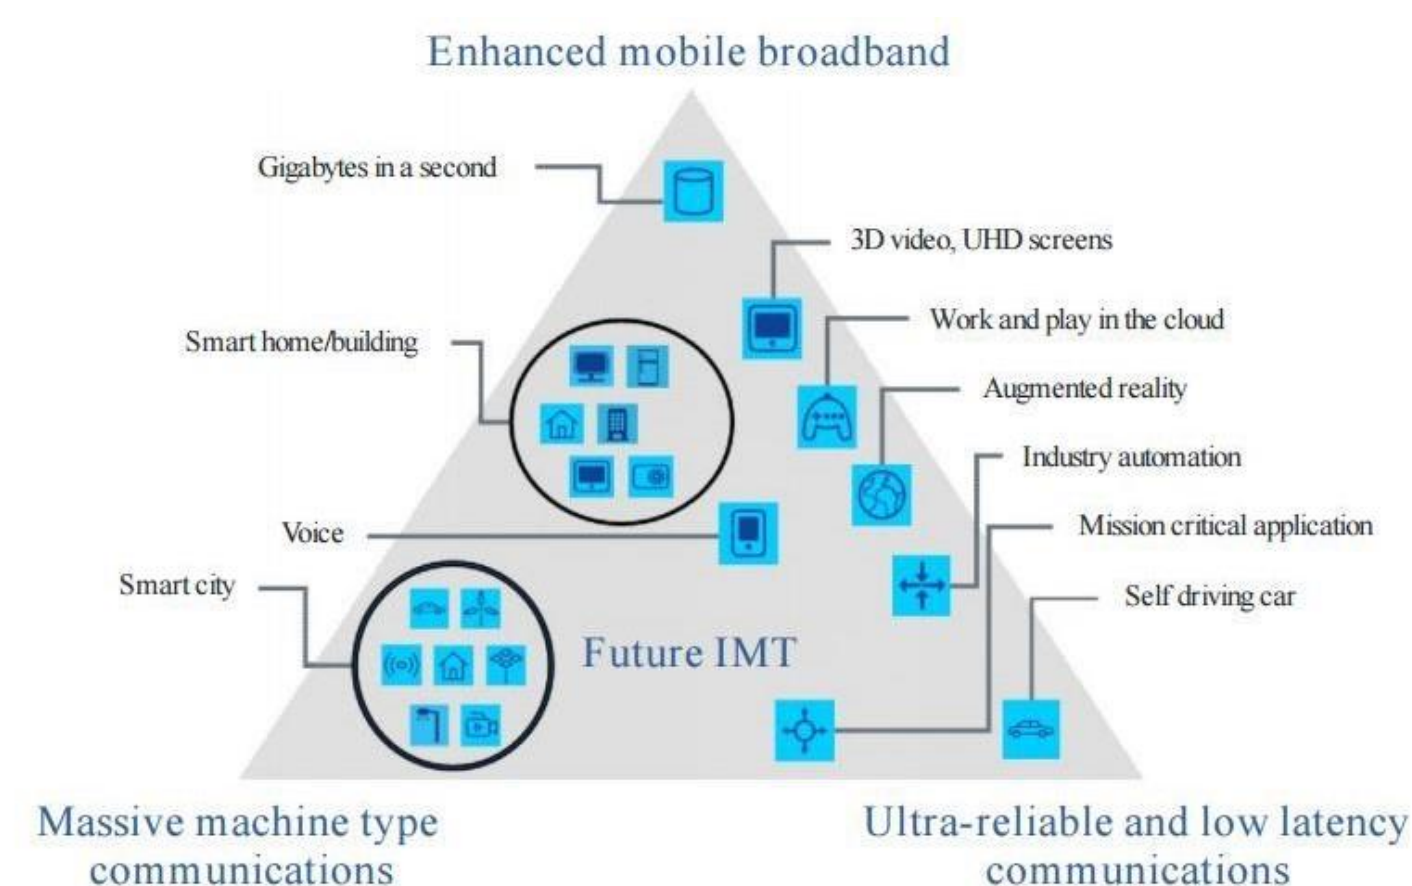 Enhanced mobile broadband
Gigabytes in a second
3D video, UHD screens
Work and play in the cloud
Smart home/building
Augmented reality
Industry automation
Mission critical application
Voice
Smart city
Self driving car
Future IMT
Massive machine type
communications
Ultra-reliable and low latency
communications